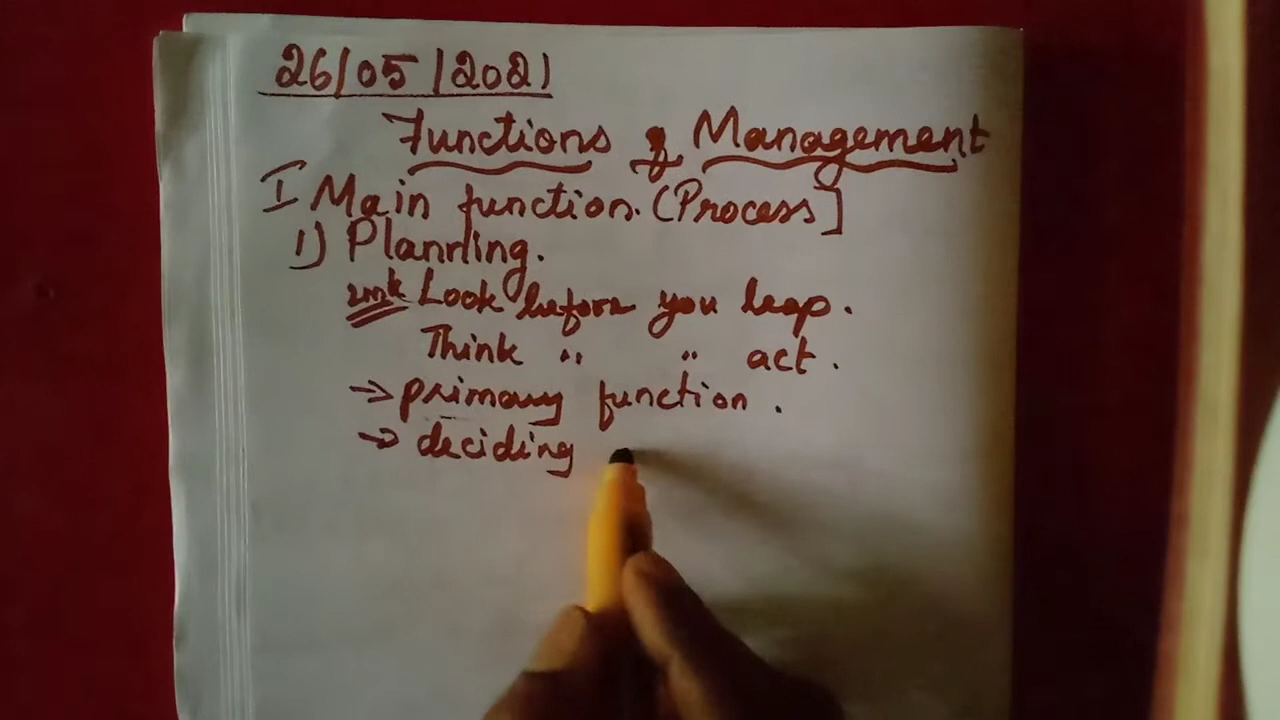 26/05/2021
Functions of Management
I Main function. (Process]
1) Planning.
2mk Look before you leap.
Think " " act.
→ primary function.
→ deciding